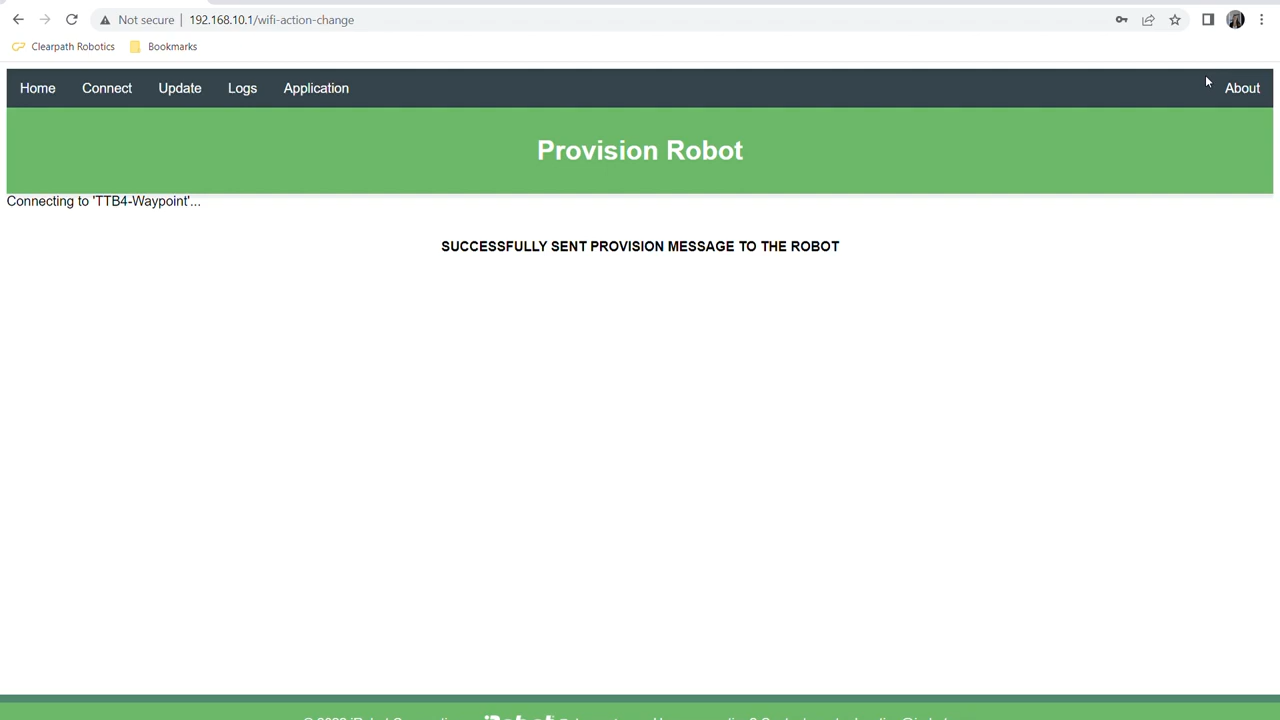 Not secure | 192.168.10.1/wifi-action-change
Clearpath Robotics Bookmarks
Home Connect Update Logs Application About
Provision Robot
Connecting to 'TTB4-Waypoint'...
SUCCESSFULLY SENT PROVISION MESSAGE TO THE ROBOT